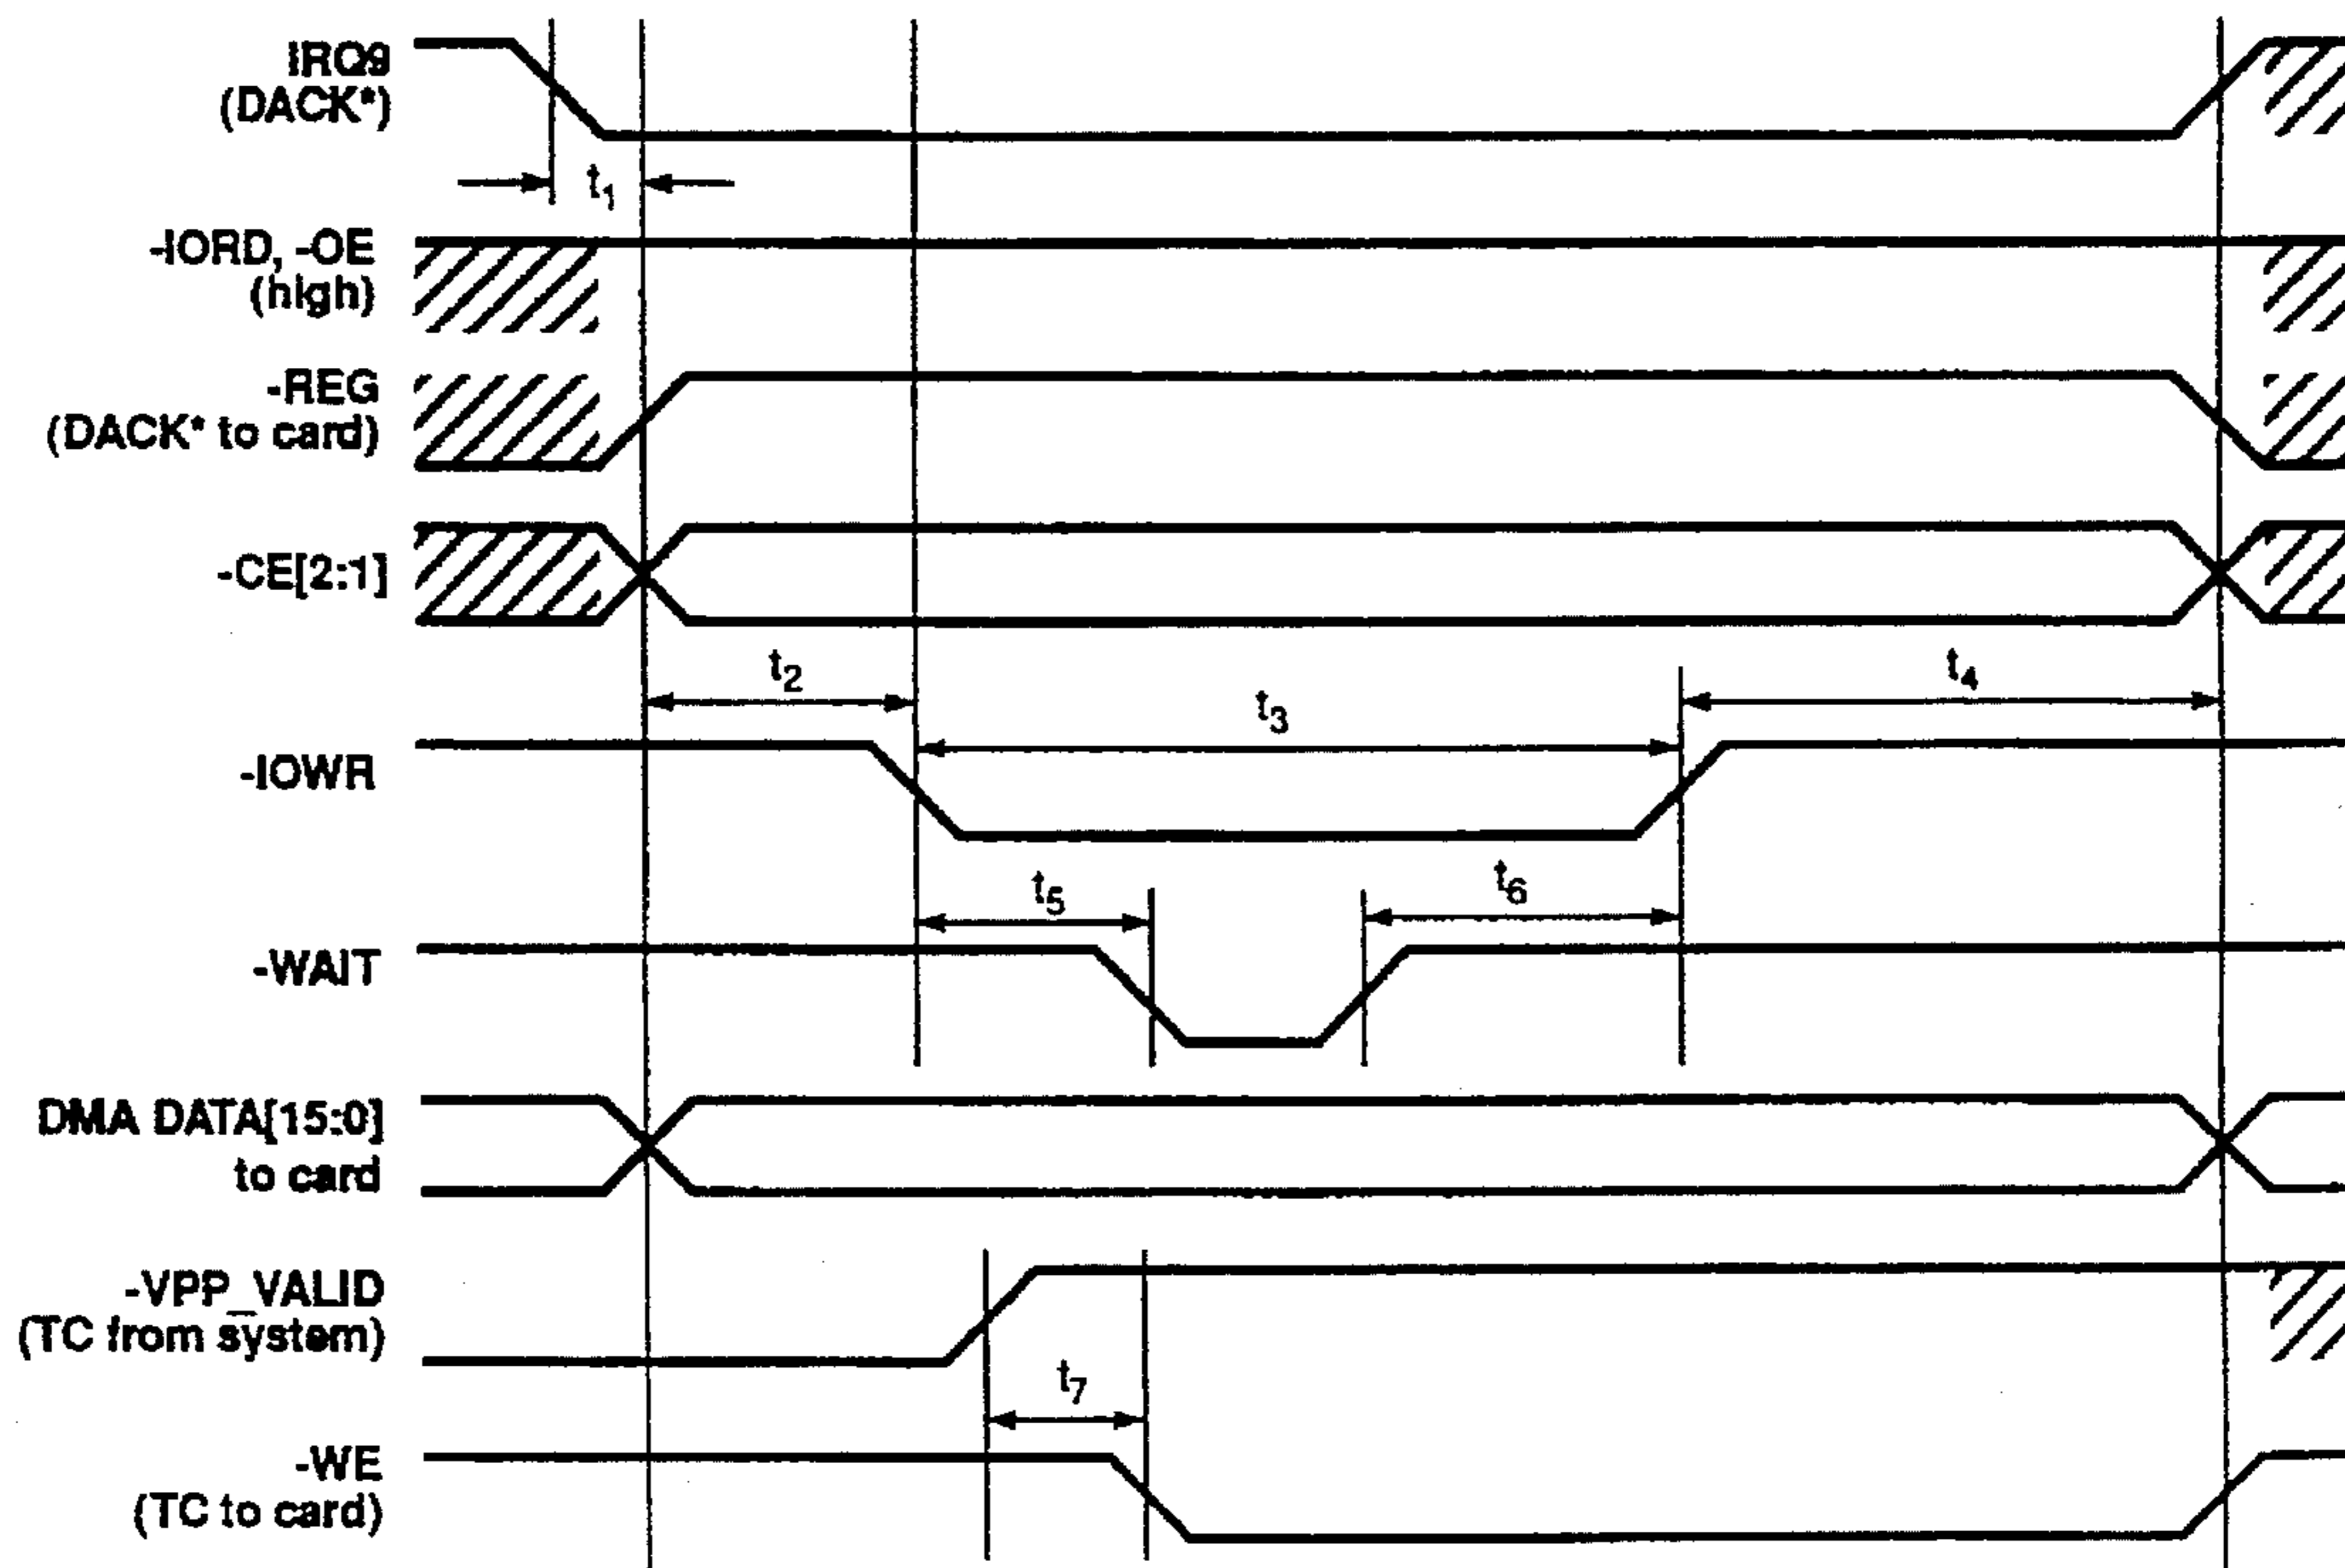 IRQ9
(DACK*)
t1
-IORD, -OE
(high)
-REG
(DACK* to card)
-CE[2:1]
t2
t3
t4
-IOWR
t5
t6
-WAIT
DMA DATA[15:0]
to card
-VPP_VALID
(TC from system)
t7
-WE
(TC to card)